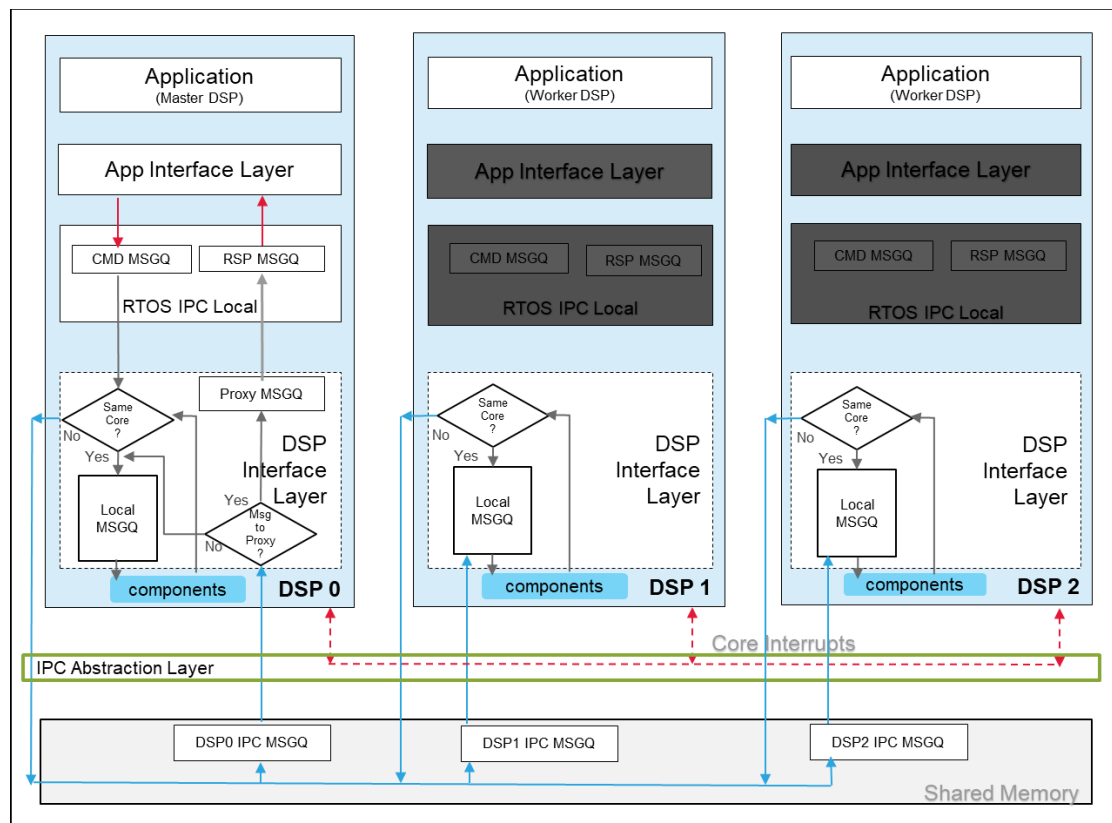 Application
(Master DSP)
App Interface Layer
CMD MSGQ
RSP MSGQ
RTOS IPC Local
Same
Core
?
No
Yes
Proxy MSGQ
DSP
Interface
Layer
Local
MSGQ
Yes
Msg
to
Proxy
?
No
components
DSP 0
Application
(Worker DSP)
App Interface Layer
CMD MSGQ
RSP MSGQ
RTOS IPC Local
Same
Core
?
No
Yes
DSP
Interface
Layer
Local
MSGQ
components
DSP 1
Application
(Worker DSP)
App Interface Layer
CMD MSGQ
RSP MSGQ
RTOS IPC Local
Same
Core
?
No
Yes
DSP
Interface
Layer
Local
MSGQ
components
DSP 2
Core Interrupts
IPC Abstraction Layer
DSP0 IPC MSGQ
DSP1 IPC MSGQ
DSP2 IPC MSGQ
Shared Memory